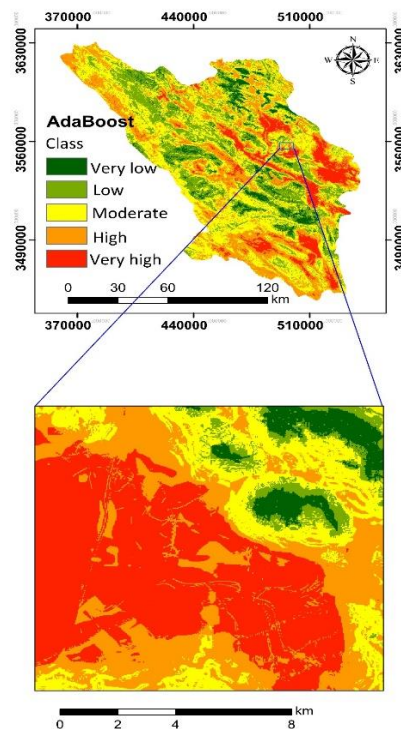 370000 440000 510000
3630000 3630000
N
W E
S
AdaBoost
Class
3560000 3560000
Very low
Low
Moderate
High
3490000 3490000
Very high
0 30 60 120
km
370000 440000 510000
km
0 2 4 8